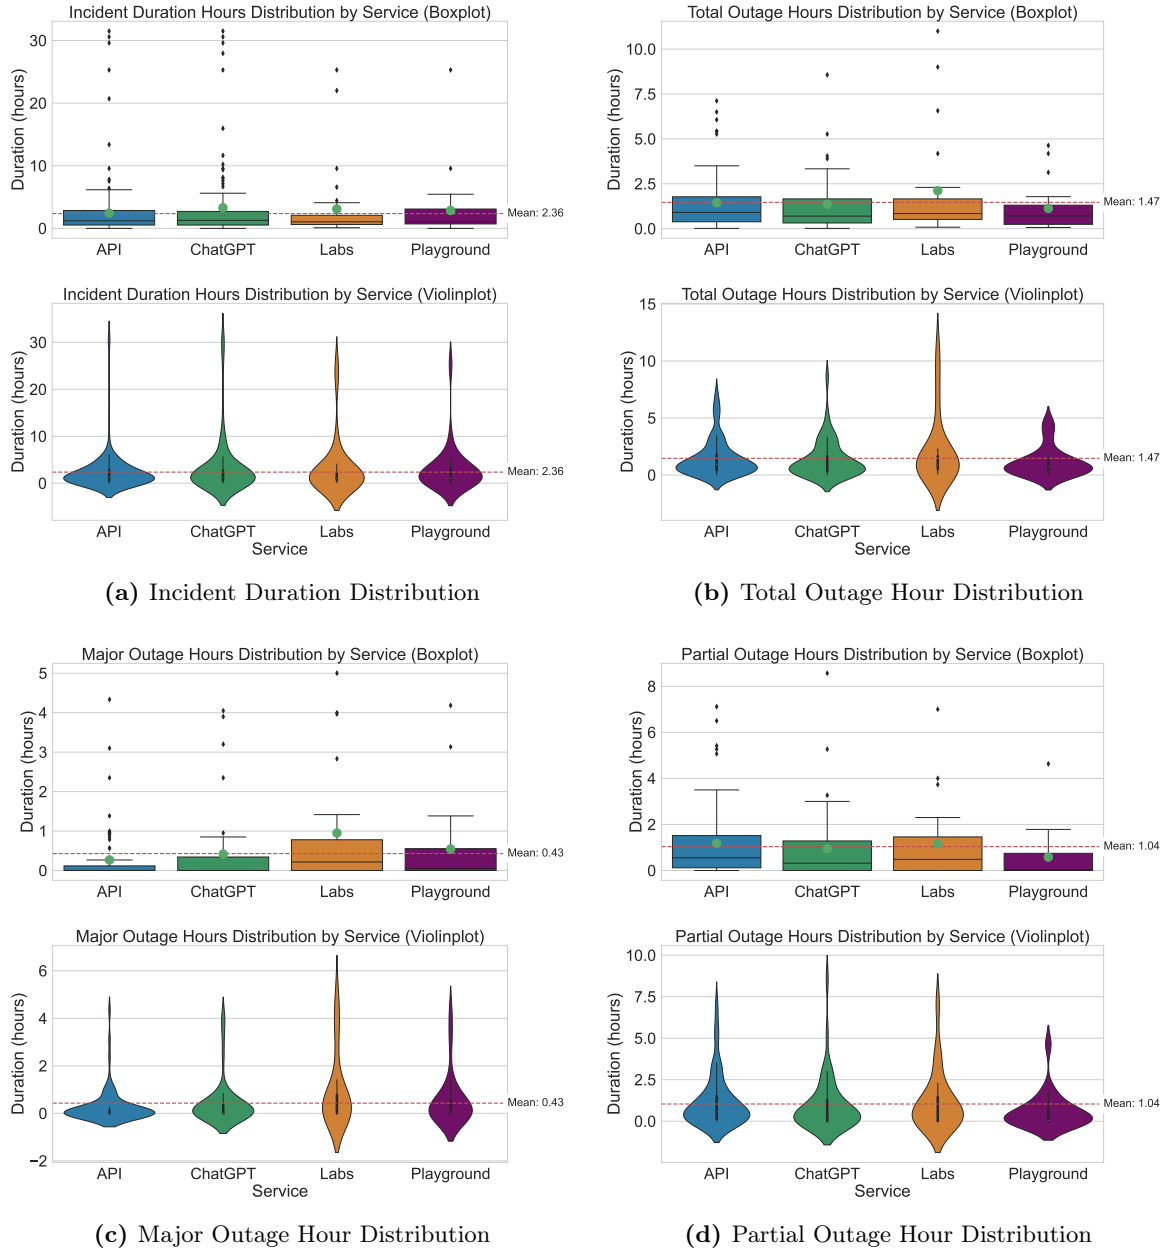 Incident Duration Hours Distribution by Service (Boxplot)
Duration (hours)
30
20
10
0
Mean: 2.36
API ChatGPT Labs Playground
Incident Duration Hours Distribution by Service (Violinplot)
Duration (hours)
30
20
10
0
Mean: 2.36
API ChatGPT Labs Playground
Service
(a) Incident Duration Distribution
Total Outage Hours Distribution by Service (Boxplot)
Duration (hours)
10.0
7.5
5.0
2.5
0.0
Mean: 1.47
API ChatGPT Labs Playground
Total Outage Hours Distribution by Service (Violinplot)
Duration (hours)
15
10
5
0
Mean: 1.47
API ChatGPT Labs Playground
Service
(b) Total Outage Hour Distribution
Major Outage Hours Distribution by Service (Boxplot)
Duration (hours)
5
4
3
2
1
0
Mean: 0.43
API ChatGPT Labs Playground
Major Outage Hours Distribution by Service (Violinplot)
Duration (hours)
6
4
2
0
−2
Mean: 0.43
API ChatGPT Labs Playground
Service
(c) Major Outage Hour Distribution
Partial Outage Hours Distribution by Service (Boxplot)
Duration (hours)
8
6
4
2
0
Mean: 1.04
API ChatGPT Labs Playground
Partial Outage Hours Distribution by Service (Violinplot)
Duration (hours)
10.0
7.5
5.0
2.5
0.0
Mean: 1.04
API ChatGPT Labs Playground
Service
(d) Partial Outage Hour Distribution